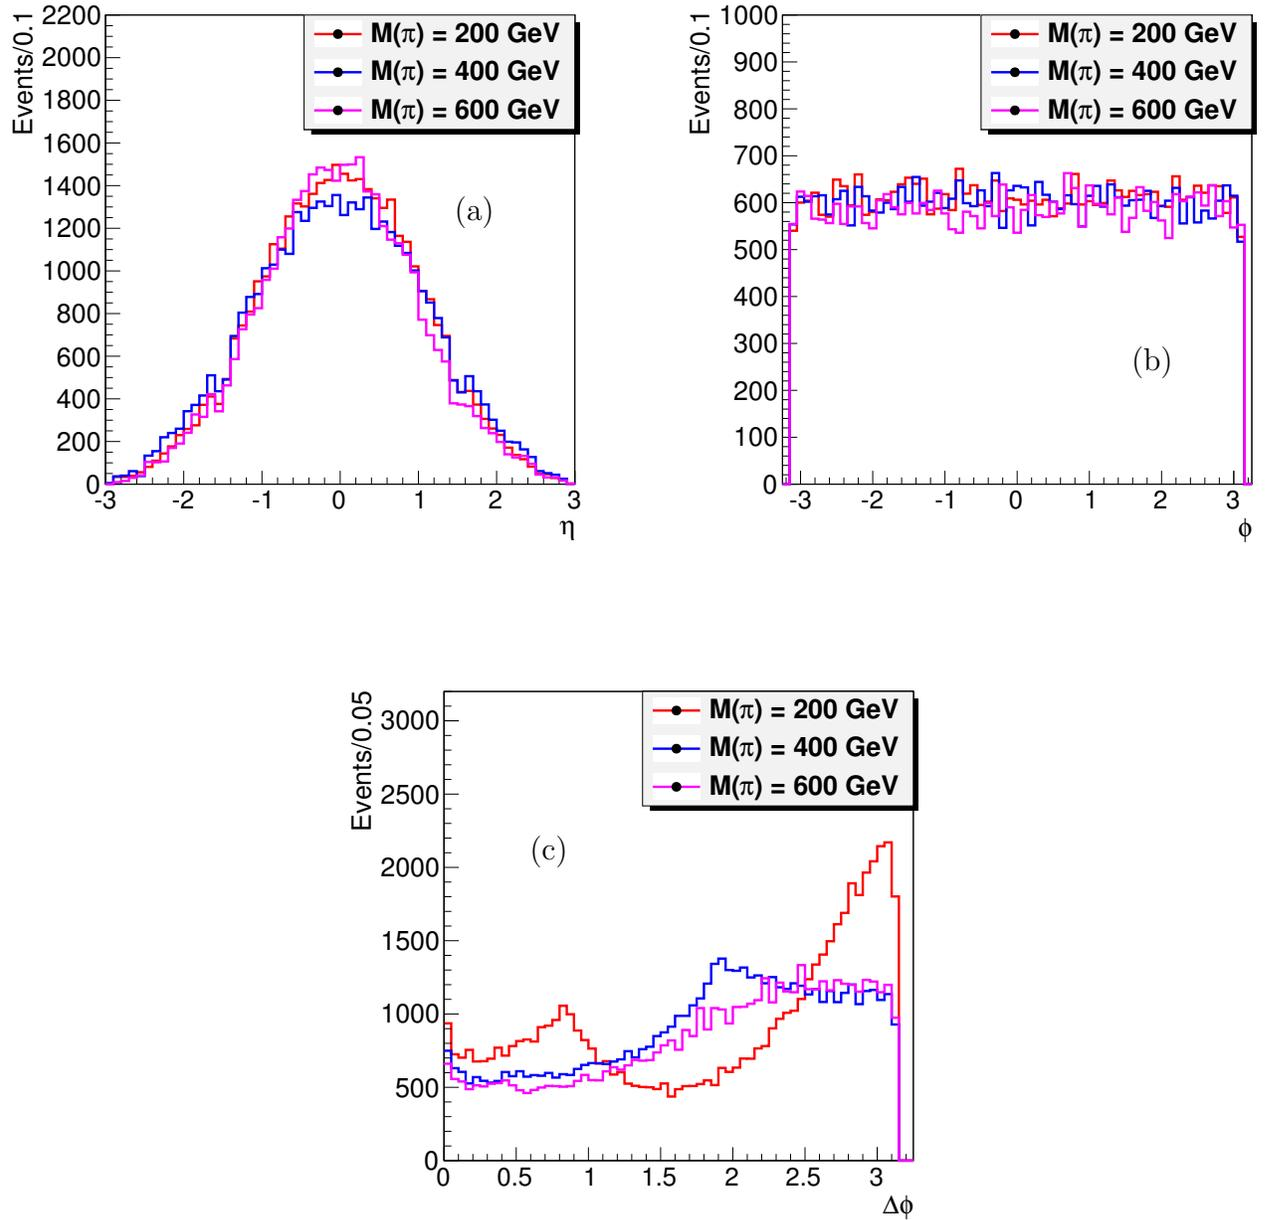 Events/0.1
2200
2000
1800
1600
1400
1200
1000
800
600
400
200
0
-3 -2 -1 0 1 2 3
η
M(π) = 200 GeV
M(π) = 400 GeV
M(π) = 600 GeV
(a)
Events/0.1
1000
900
800
700
600
500
400
300
200
100
0
-3 -2 -1 0 1 2 3
ϕ
M(π) = 200 GeV
M(π) = 400 GeV
M(π) = 600 GeV
(b)
Events/0.05
3000
2500
2000
1500
1000
500
0
0 0.5 1 1.5 2 2.5 3
Δϕ
M(π) = 200 GeV
M(π) = 400 GeV
M(π) = 600 GeV
(c)